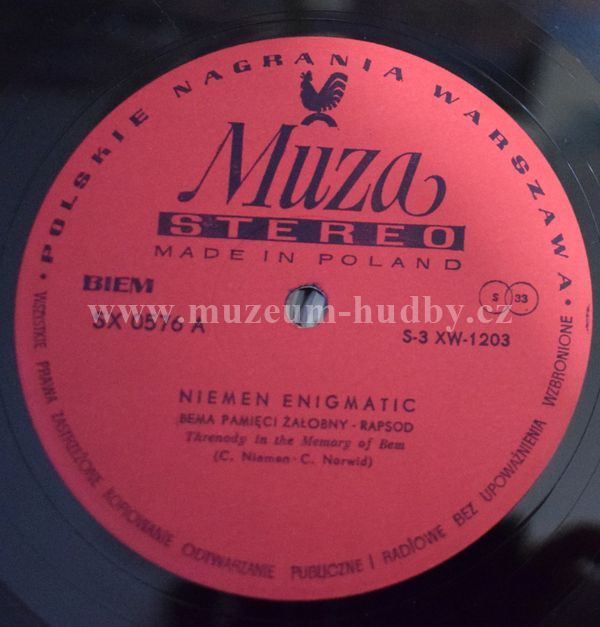 • POLSKIE NAGRANIA WARSZAWA •
Muza
STEREO
MADE IN POLAND
BIEM
S 33
www.muzeum-hudby.cz
SX 0576 A
S-3 XW-1203
NIEMEN ENIGMATIC
BEMA PAMIĘCI ŻAŁOBNY - RAPSOD
Threnody in the Memory of Bem
(C. Niemen - C. Norwid)
WSZYSTKIE PRAWA ZASTRZEŻONE KOPIOWANIE ODTWARZANIE PUBLICZNE I RADIOWE BEZ UPOWAŻNIENIA WZBRONIONE